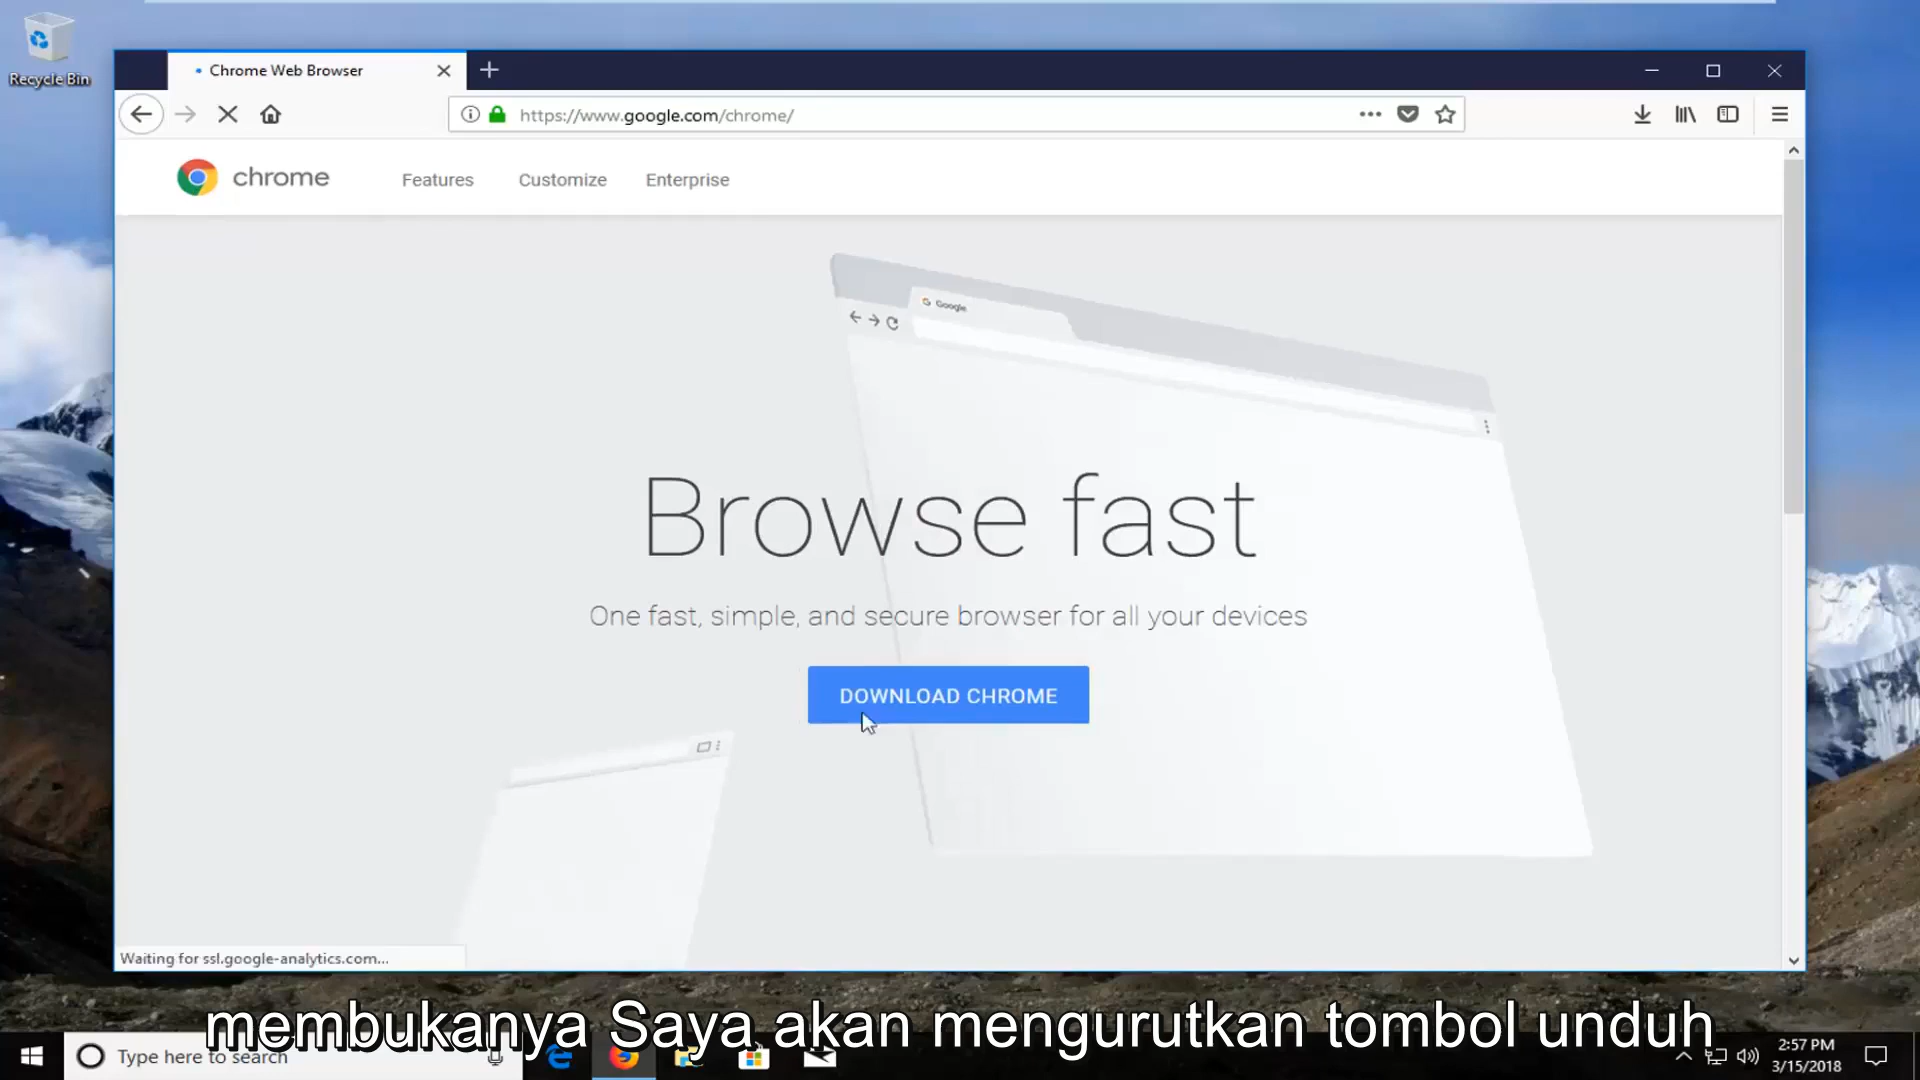 Recycle Bin
Chrome Web Browser
https://www.google.com/chrome/
chrome Features Customize Enterprise
Google
Browse fast
One fast, simple, and secure browser for all your devices
DOWNLOAD CHROME
Waiting for ssl.google-analytics.com...
membukanya Saya akan mengurutkan tombol unduh
Type here to search
2:57 PM
3/15/2018